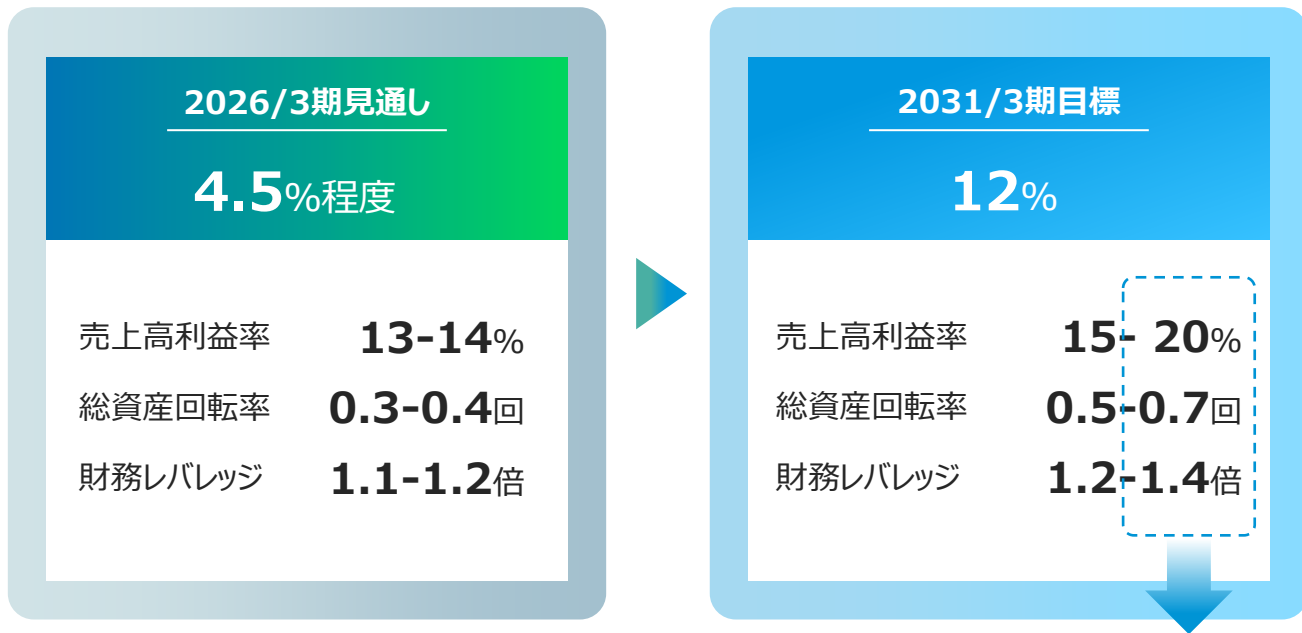 2026/3期見通し
4.5%程度
売上高利益率 13-14%
総資産回転率 0.3-0.4回
財務レバレッジ 1.1-1.2倍
2031/3期目標
12%
売上高利益率 15- 20%
総資産回転率 0.5-0.7回
財務レバレッジ 1.2-1.4倍